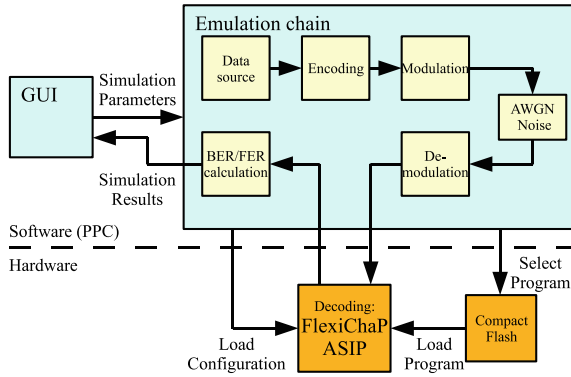 Emulation chain
Data
source
Encoding
Modulation
GUI
Simulation
Parameters
AWGN
Noise
BER/FER
calculation
De-
modulation
Simulation
Results
Software (PPC)
Hardware
Select
Program
Decoding:
FlexiChaP
ASIP
Compact
Flash
Load
Configuration
Load
Program